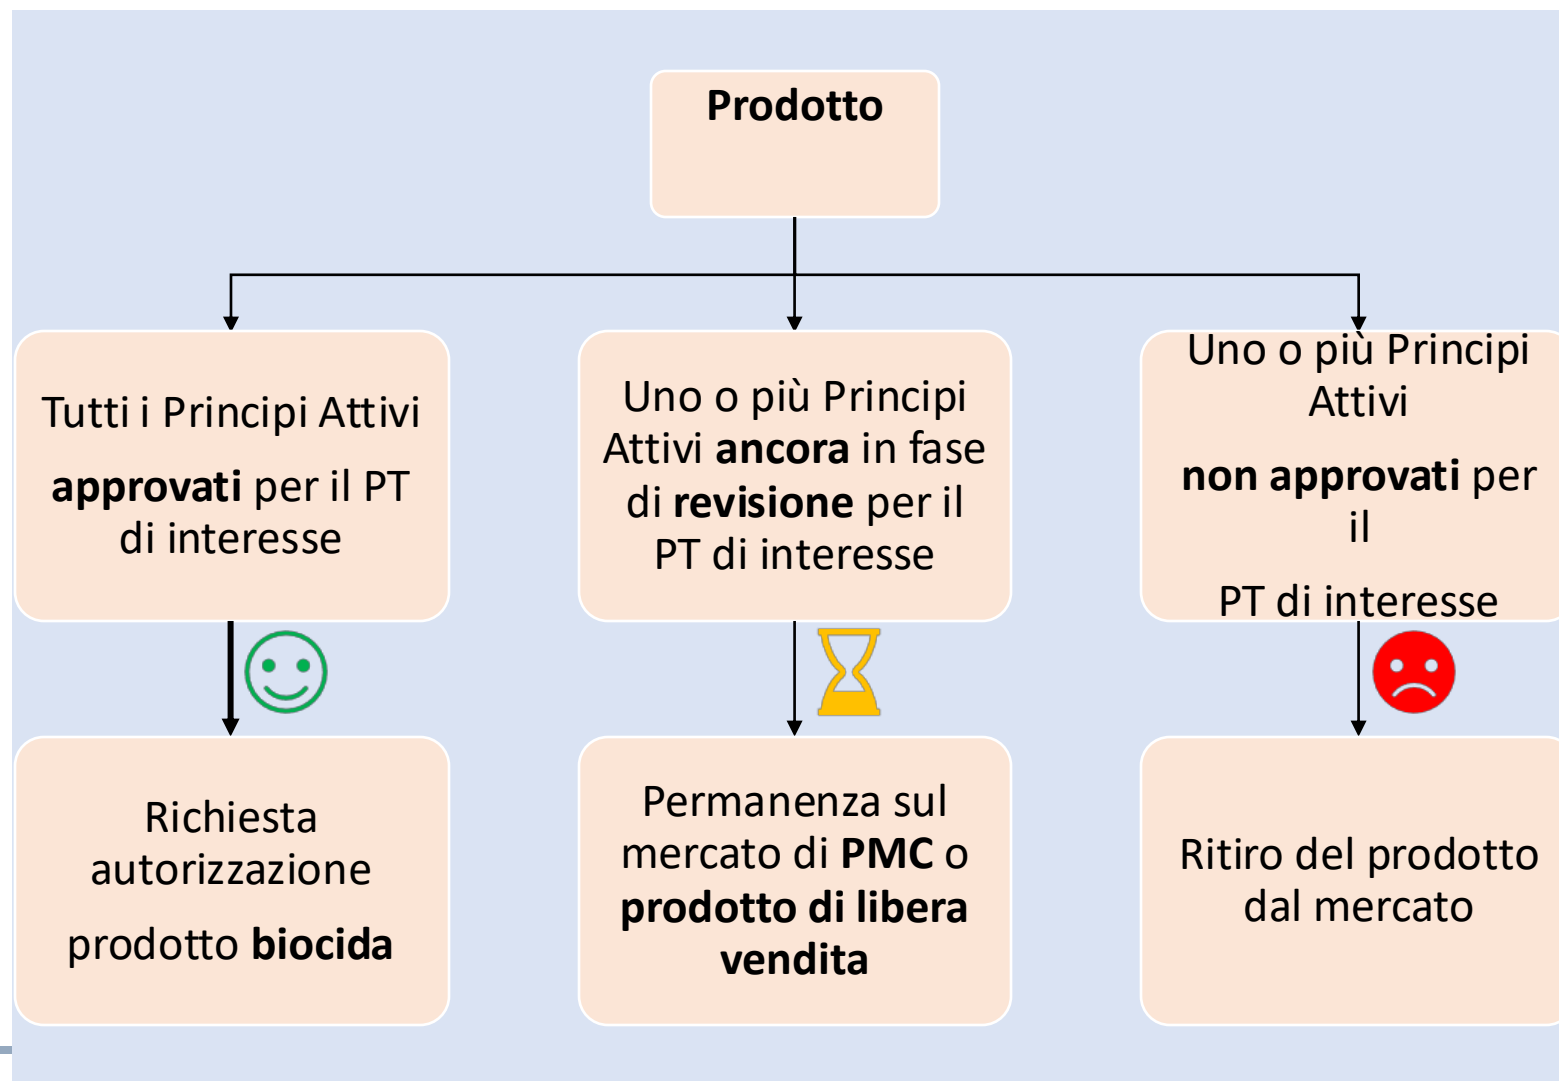 Prodotto
Tutti i Principi Attivi
approvati per il PT
di interesse
Uno o più Principi
Attivi ancora in fase
di revisione per il
PT di interesse
Uno o più Principi
Attivi
non approvati per
il
PT di interesse
Richiesta
autorizzazione
prodotto biocida
Permanenza sul
mercato di PMC o
prodotto di libera
vendita
Ritiro del prodotto
dal mercato